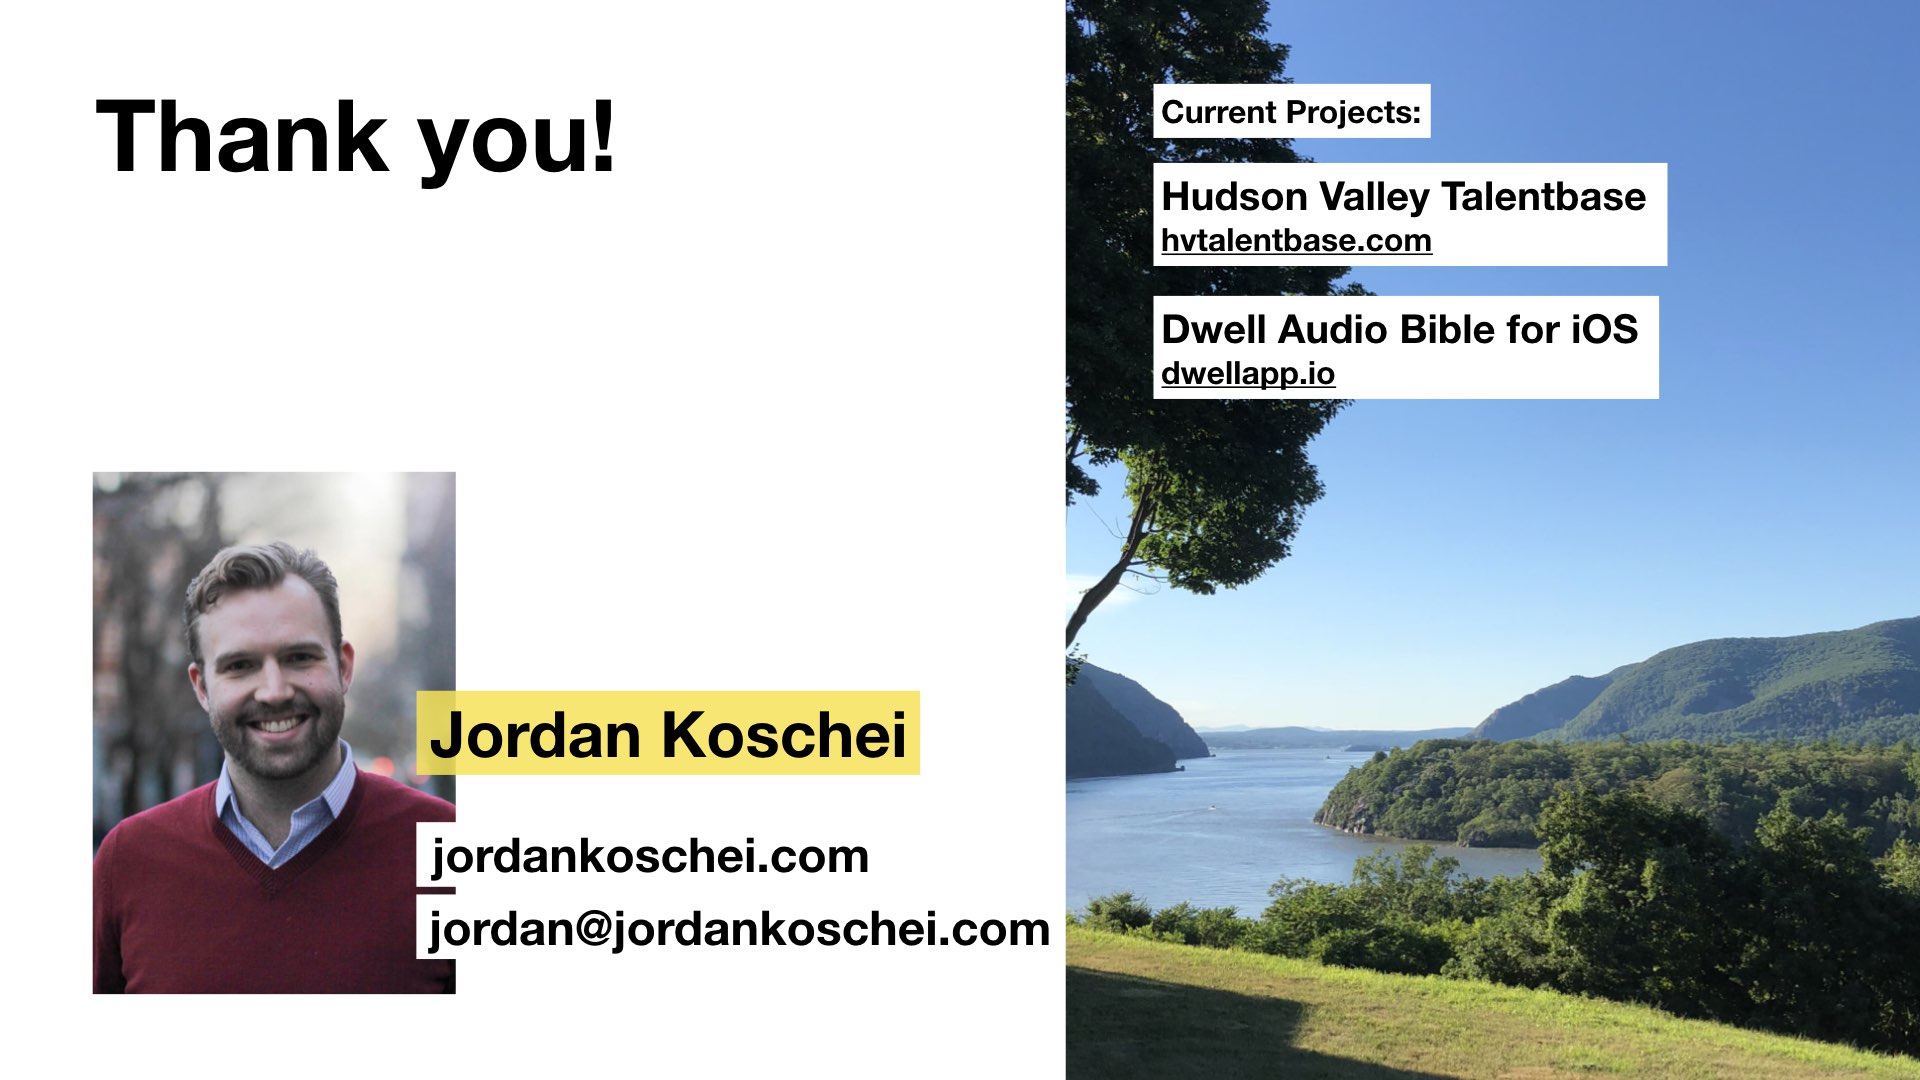 Thank you!
Jordan Koschei
jordankoschei.com
jordan@jordankoschei.com
Current Projects:
Hudson Valley Talentbase
hvtalentbase.com
Dwell Audio Bible for iOS
dwellapp.io